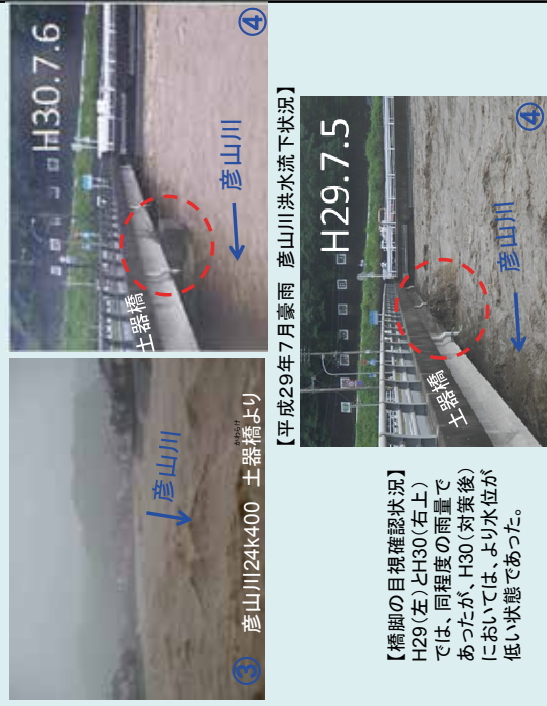 ③
彦山川
彦山川24k400 土器橋より
かわらけ
H30.7.6
④
土器橋
彦山川
【平成29年7月豪雨 彦山川洪水流下状況】
H29.7.5
④
土器橋
彦山川
【橋脚の目視確認状況】
H29(左)とH30(右上)
では、同程度の雨量で
あったが、H30(対策後)
においては、より水位が
低い状態であった。